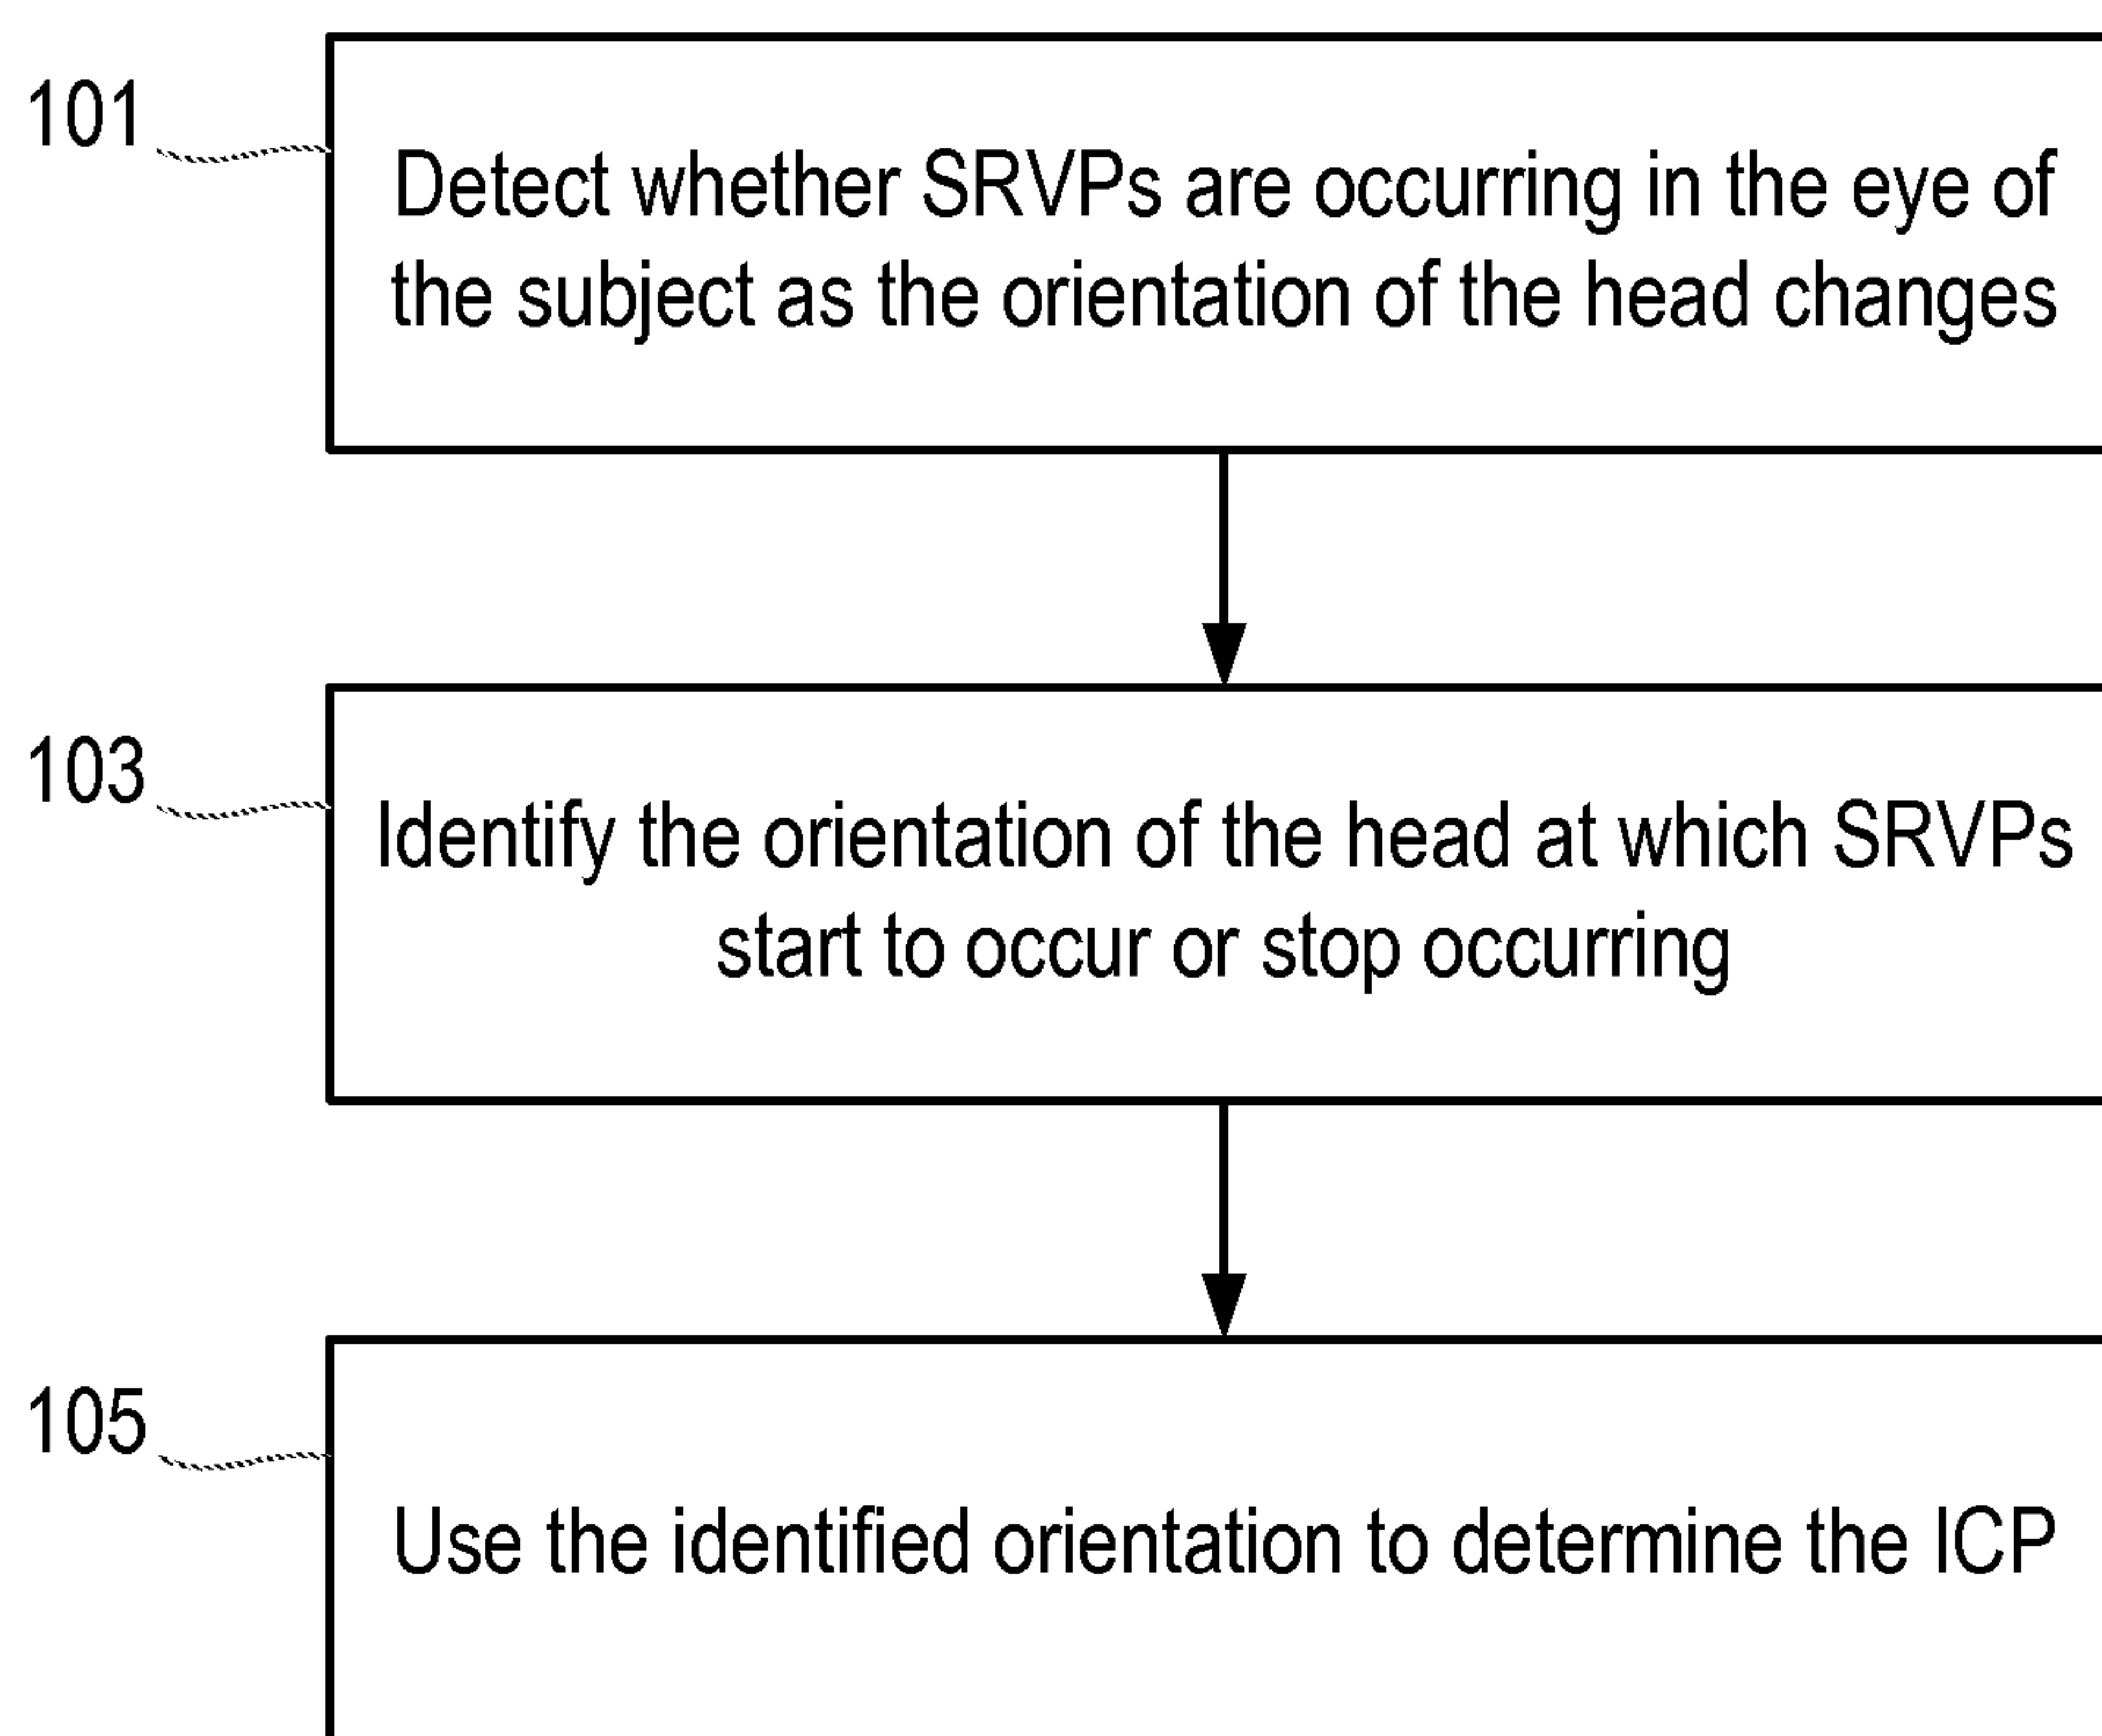 101
Detect whether SRVPs are occurring in the eye of
the subject as the orientation of the head changes
103
Identify the orientation of the head at which SRVPs
start to occur or stop occurring
105
Use the identified orientation to determine the ICP